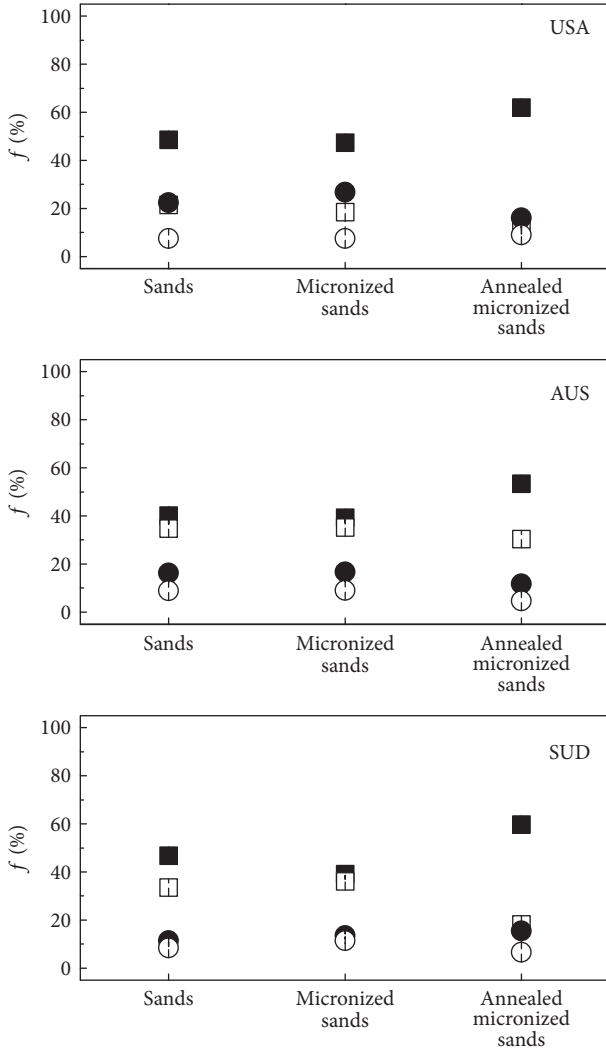 100
80
60
40
20
0
f (%)
USA
Sands
Micronized
sands
Annealed
micronized
sands
100
80
60
40
20
0
f (%)
AUS
Sands
Micronized
sands
Annealed
micronized
sands
100
80
60
40
20
0
f (%)
SUD
Sands
Micronized
sands
Annealed
micronized
sands